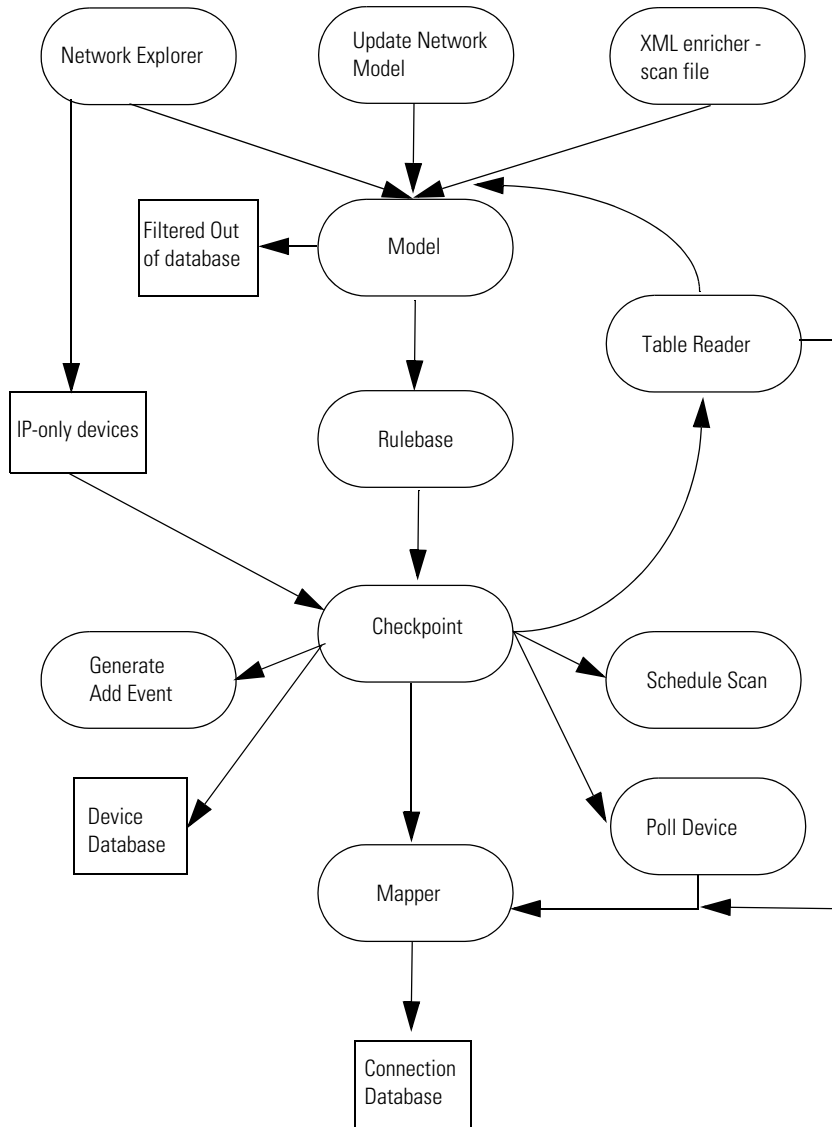 Network Explorer
Update Network
Model
XML enricher -
scan file
Filtered Out
of database
Model
Table Reader
IP-only devices
Rulebase
Checkpoint
Generate
Add Event
Schedule Scan
Device
Database
Poll Device
Mapper
Connection
Database